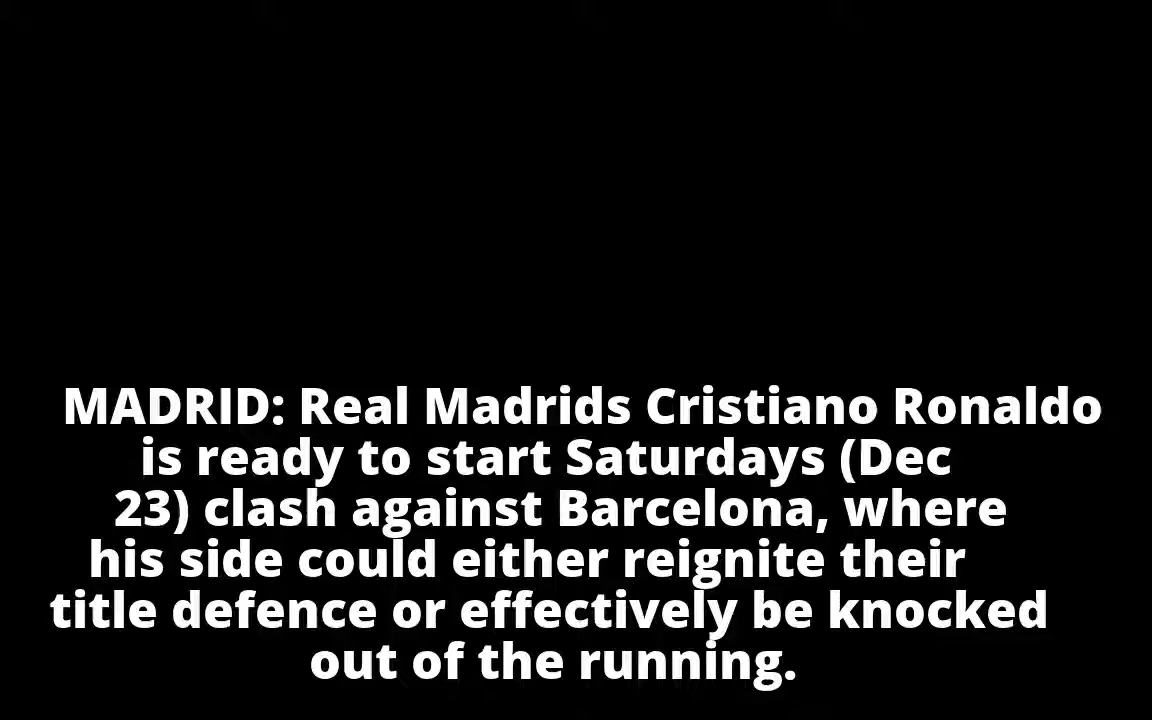 MADRID: Real Madrids Cristiano Ronaldo
is ready to start Saturdays (Dec
23) clash against Barcelona, where
his side could either reignite their
title defence or effectively be knocked
out of the running.